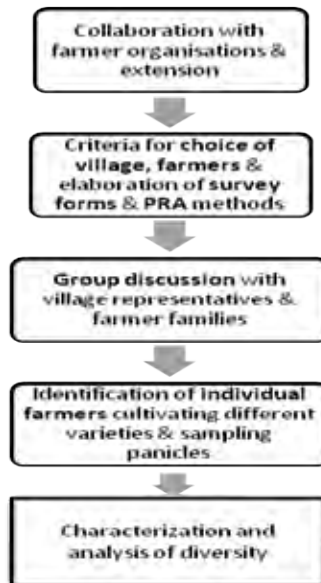 Collaboration with
farmer organisations &
extension
Criteria for choice of
village, farmers &
elaboration of survey
forms & PRA methods
Group discussion with
village representatives &
farmer families
Identification of individual
farmers cultivating different
varieties & sampling
panicles
Characterization and
analysis of diversity